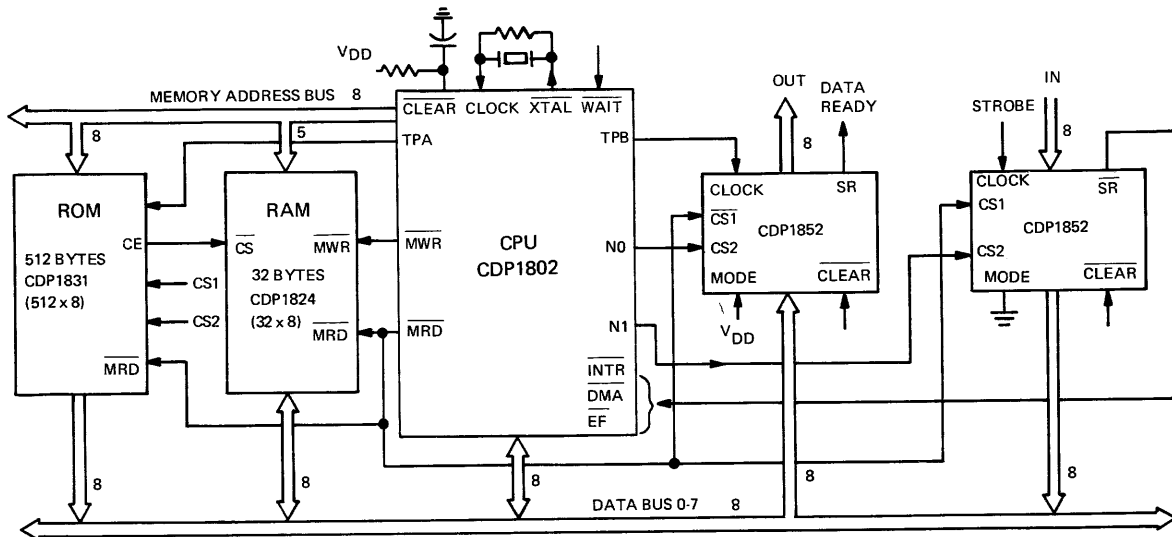 V DD
MEMORY ADDRESS BUS 8
8
5
ROM
512 BYTES
CDP1831
(512 x 8)
CE
CS1
CS2
MRD
8
RAM
CS
MWR
32 BYTES
CDP1824
(32 x 8)
MRD
8
CLEAR CLOCK XTAL WAIT
TPA
TPB
CPU
CDP1802
MWR
MRD
N0
N1
INTR
DMA
EF
8
OUT
8
DATA
READY
CLOCK
SR
CS1
CS2
CDP1852
MODE
CLEAR
V DD
8
IN
8
STROBE
CLOCK
SR
CS1
CS2
CDP1852
MODE
CLEAR
8
DATA BUS 0-7 8